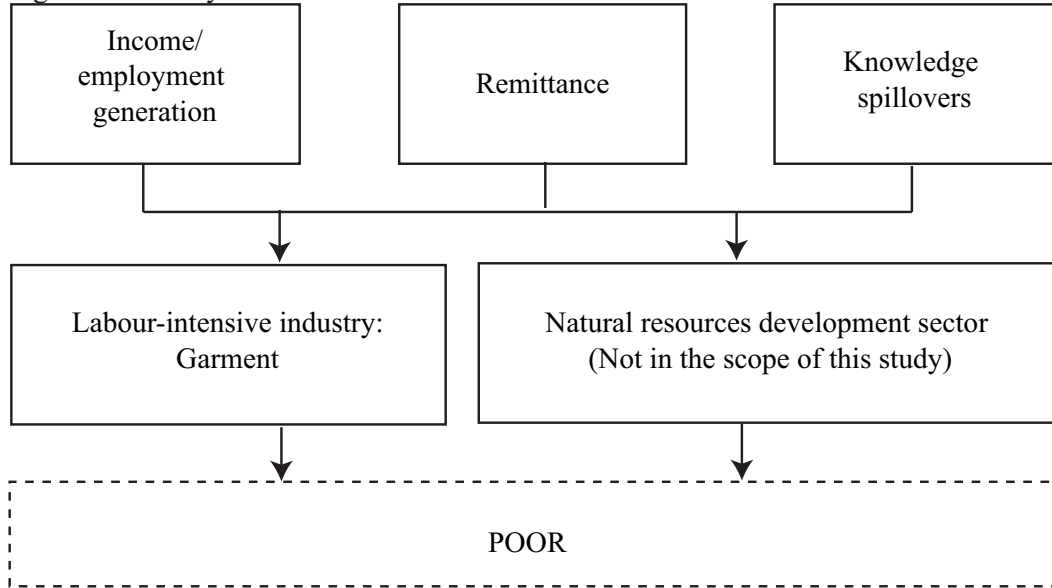 Income/
employment
generation
Remittance
Knowledge
spillovers
Labour-intensive industry:
Garment
Natural resources development sector
(Not in the scope of this study)
POOR